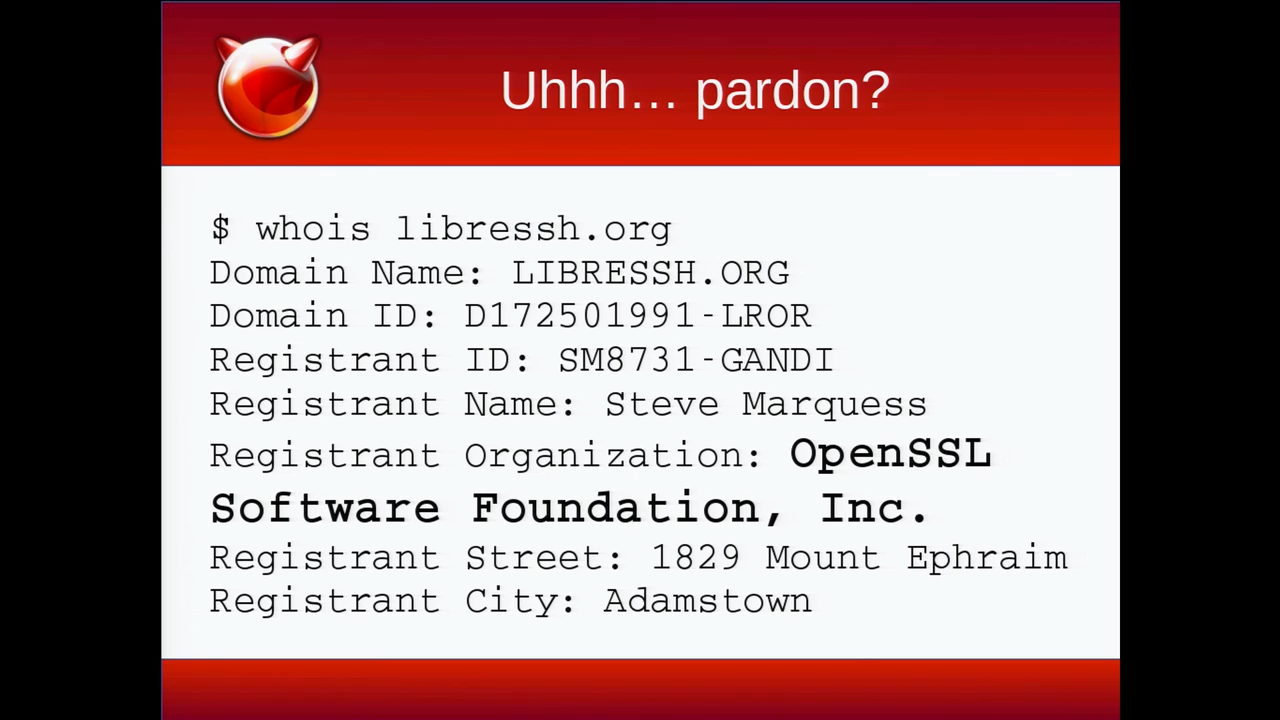 Uhhh… pardon?
$ whois libressh.org
Domain Name: LIBRESSH.ORG
Domain ID: D172501991-LROR
Registrant ID: SM8731-GANDI
Registrant Name: Steve Marquess
Registrant Organization: OpenSSL
Software Foundation, Inc.
Registrant Street: 1829 Mount Ephraim
Registrant City: Adamstown